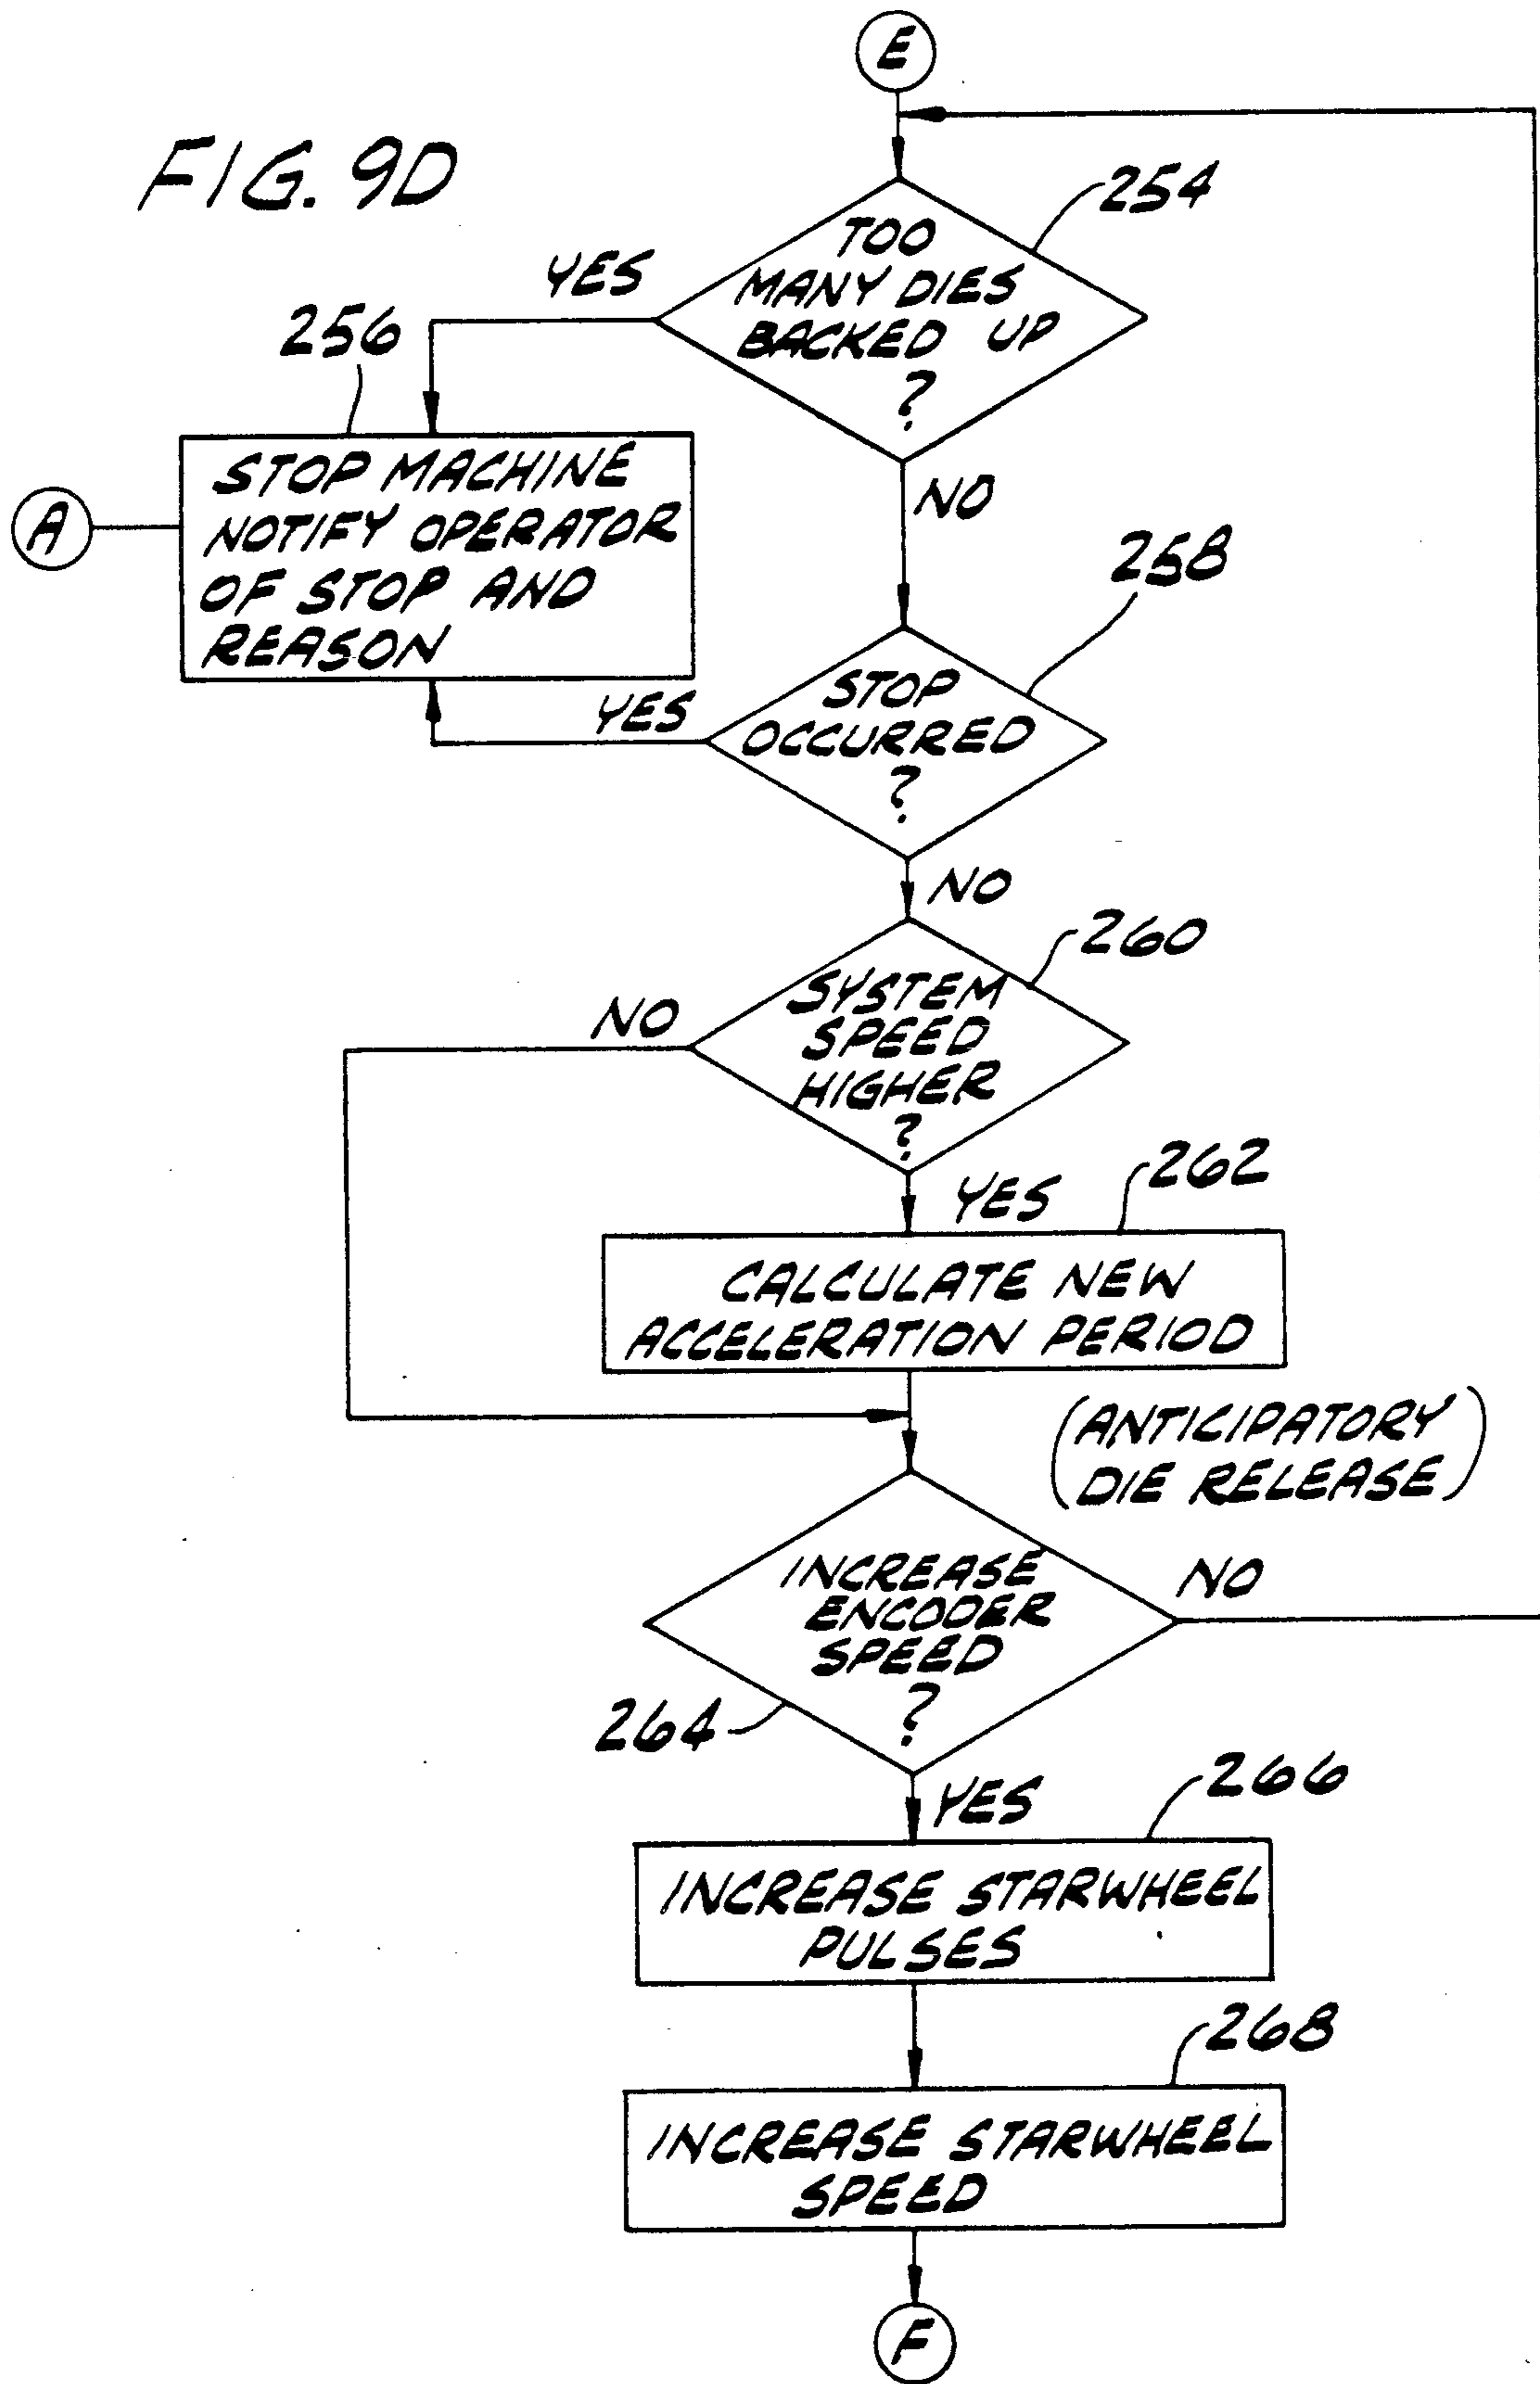 E
FIG. 9D
254
TOO
MANY DIES
BACKED UP
?
YES
256
NO
STOP MACHINE
NOTIFY OPERATOR
OF STOP AND
REASON
A
258
STOP
OCCURRED
?
YES
NO
260
SYSTEM
SPEED
HIGHER
?
NO
YES
262
CALCULATE NEW
ACCELERATION PERIOD
(ANTICIPATORY
DIE RELEASE)
INCREASE
ENCODER
SPEED
?
NO
264
YES
266
INCREASE STARWHEEL
PULSES
268
INCREASE STARWHEEL
SPEED
F